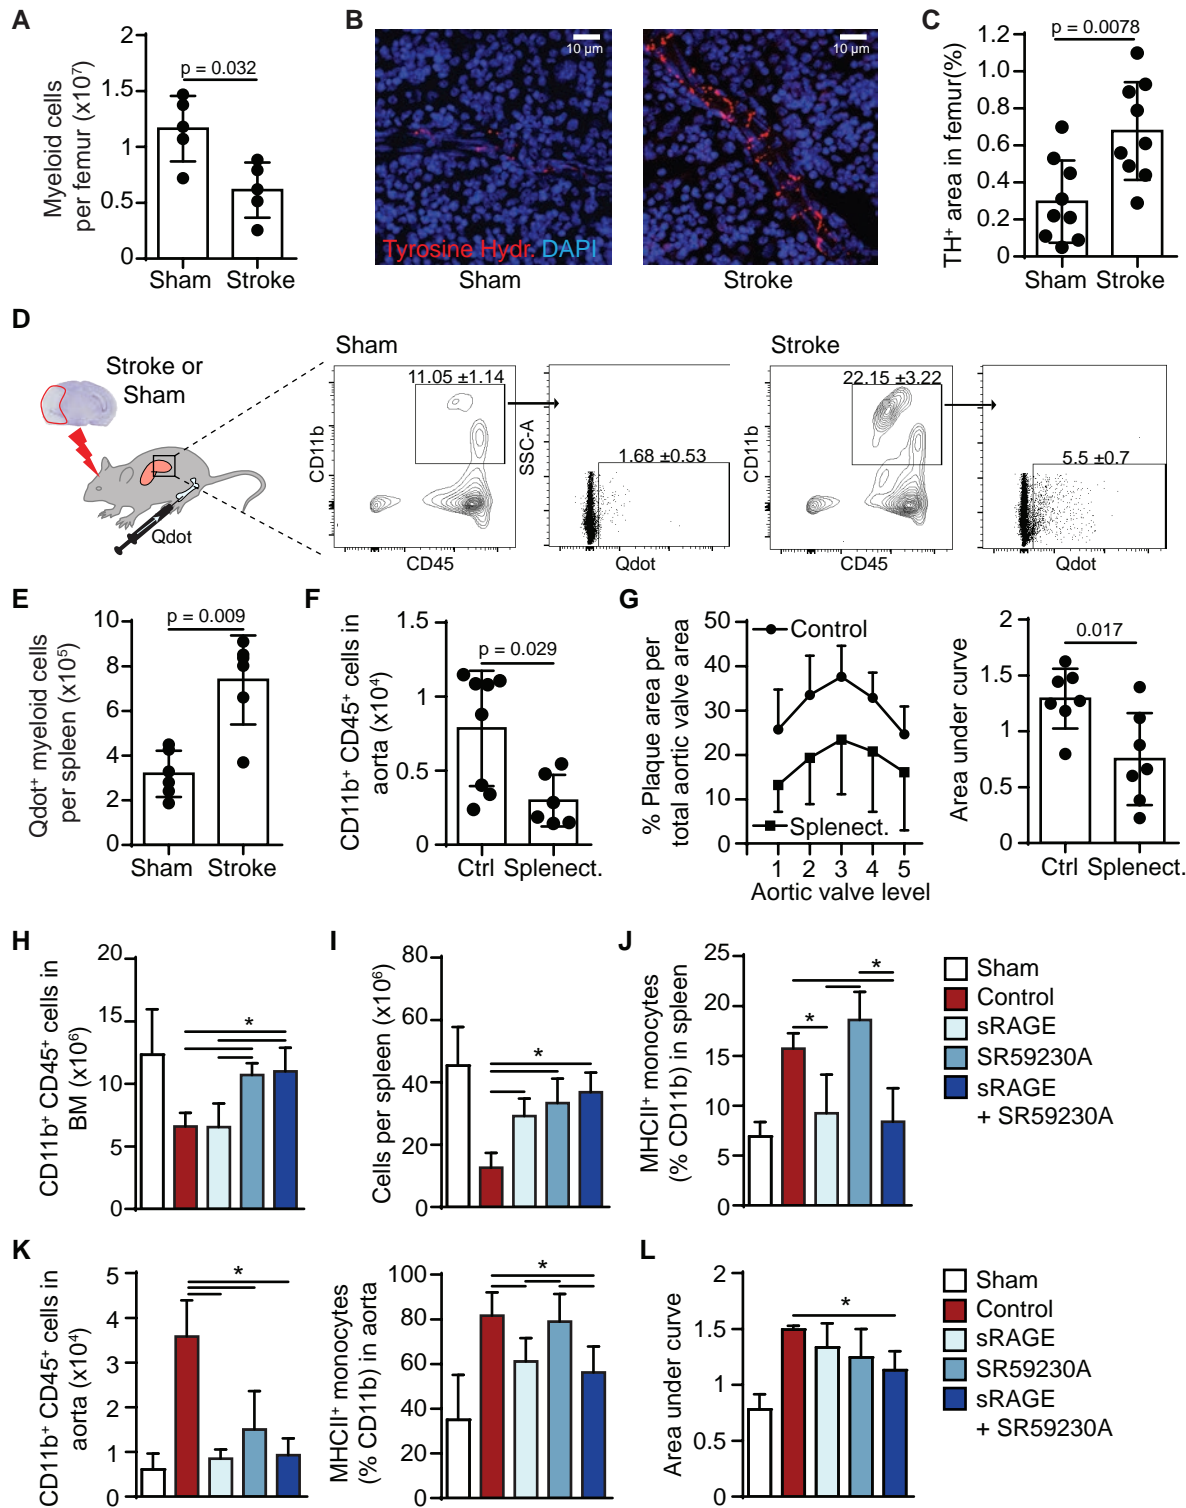 A
Myeloid cells
per femur (x10⁷)
2
1.5
1
0.5
0
p = 0.032
Sham
Stroke
B
10 µm
Tyrosine Hydr. DAPI
Sham
10 µm
Stroke
C
TH⁺ area in femur(%)
1.2
1.0
0.8
0.6
0.4
0.2
0
p = 0.0078
Sham
Stroke
D
Stroke or
Sham
Qdot
Sham
11.05 ±1.14
CD11b
CD45
SSC-A
1.68 ±0.53
Qdot
Stroke
22.15 ±3.22
CD11b
CD45
5.5 ±0.7
Qdot
E
Qdot⁺ myeloid cells
per spleen (x10⁵)
10
8
6
4
2
0
p = 0.009
Sham
Stroke
F
CD11b⁺ CD45⁺ cells in
aorta (x10⁴)
1.5
1
0.5
0
p = 0.029
Ctrl
Splenect.
G
% Plaque area per
total aortic valve area
50
40
30
20
10
0
Control
Splenect.
1 2 3 4 5
Aortic valve level
Area under curve
2
1.5
1
0.5
0
0.017
Ctrl
Splenect.
H
CD11b⁺ CD45⁺ cells in
BM (x10⁶)
20
15
10
5
0
*
I
Cells per spleen (x10⁶)
80
60
40
20
0
*
J
MHCII⁺ monocytes
(% CD11b) in spleen
25
20
15
10
5
0
*
*
Sham
Control
sRAGE
SR59230A
sRAGE
+ SR59230A
K
CD11b⁺ CD45⁺ cells in
aorta (x10⁴)
5
4
3
2
1
0
*
MHCII⁺ monocytes
(% CD11b) in aorta
100
80
60
40
20
0
*
L
Area under curve
2
1.5
1
0.5
0
*
Sham
Control
sRAGE
SR59230A
sRAGE
+ SR59230A